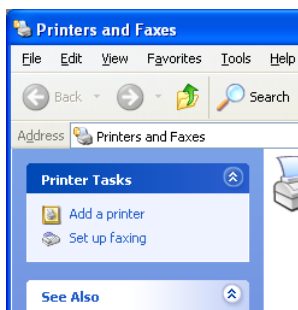 Printers and Faxes
File Edit View Favorites Tools Help
Back Search
Address Printers and Faxes
Printer Tasks
Add a printer
Set up faxing
See Also